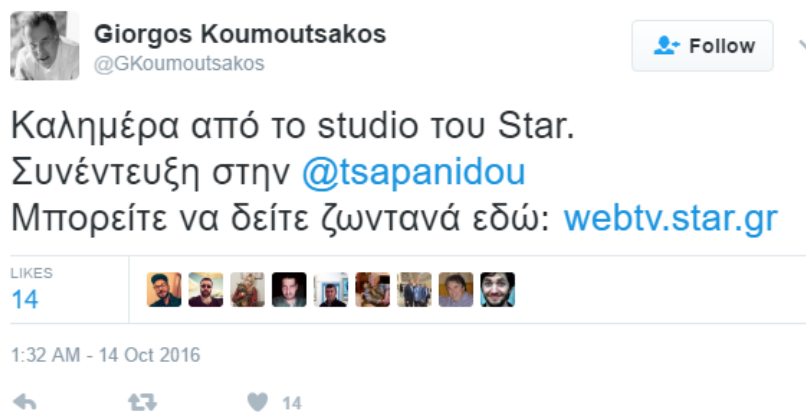 Giorgos Koumoutsakos
@GKoumoutsakos
Follow
Καλημέρα από το studio του Star.
Συνέντευξη στην @tsapanidou
Μπορείτε να δείτε ζωντανά εδώ: webtv.star.gr
LIKES
14
1:32 AM - 14 Oct 2016
14